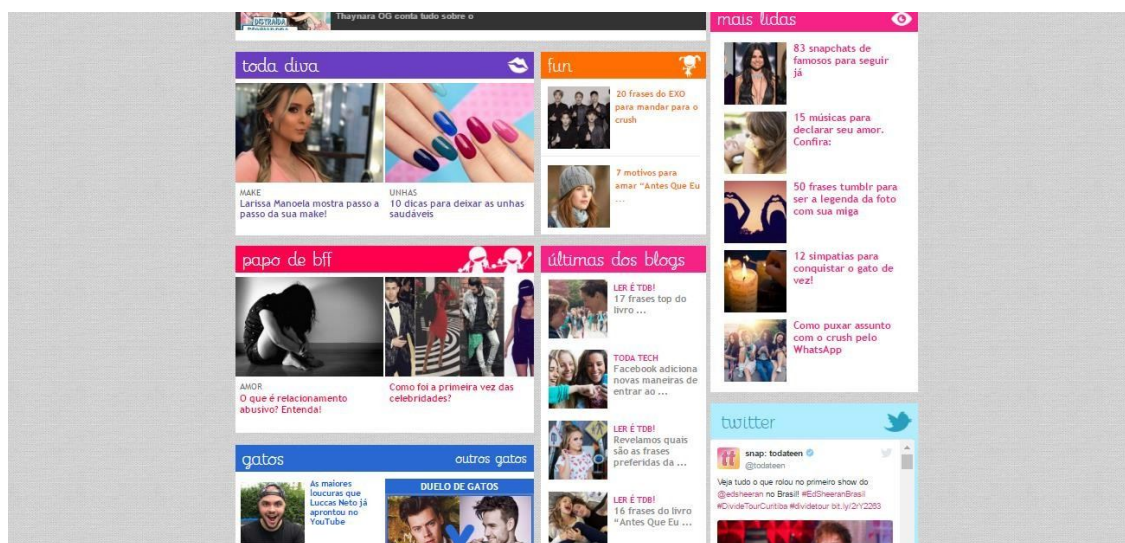 Thaynara OG conta tudo sobre o
toda diva
MAKE
Larissa Manoela mostra passo a
passo da sua make!
UNHAS
10 dicas para deixar as unhas
saudáveis
fun
20 frases do EXO
para mandar para o
crush
7 motivos para
amar “Antes Que Eu
...
papo de bff
AMOR
O que é relacionamento
abusivo? Entenda!
Como foi a primeira vez das
celebridades?
últimas dos blogs
LER É TDB!
17 frases top do
livro ...
TODA TECH
Facebook adiciona
novas maneiras de
entrar ao ...
LER É TDB!
Revelamos quais
são as frases
preferidas da ...
LER É TDB!
16 frases do livro
“Antes Que Eu ...
gatos
outros gatos
As maiores
loucuras que
Luccas Neto já
aprontou no
YouTube
DUELO DE GATOS
mais lidas
83 snapchats de
famosos para seguir
já
15 músicas para
declarar seu amor.
Confira:
50 frases tumblr para
ser a legenda da foto
com sua miga
12 simpatias para
conquistar o gato de
vez!
Como puxar assunto
com o crush pelo
WhatsApp
twitter
snap: todateen
@todateen
Veja tudo o que rolou no primeiro show do
@edsheeran no Brasil! #EdSheeranBrasil
#DivideTourCuritiba #dividetour bit.ly/2rY2263